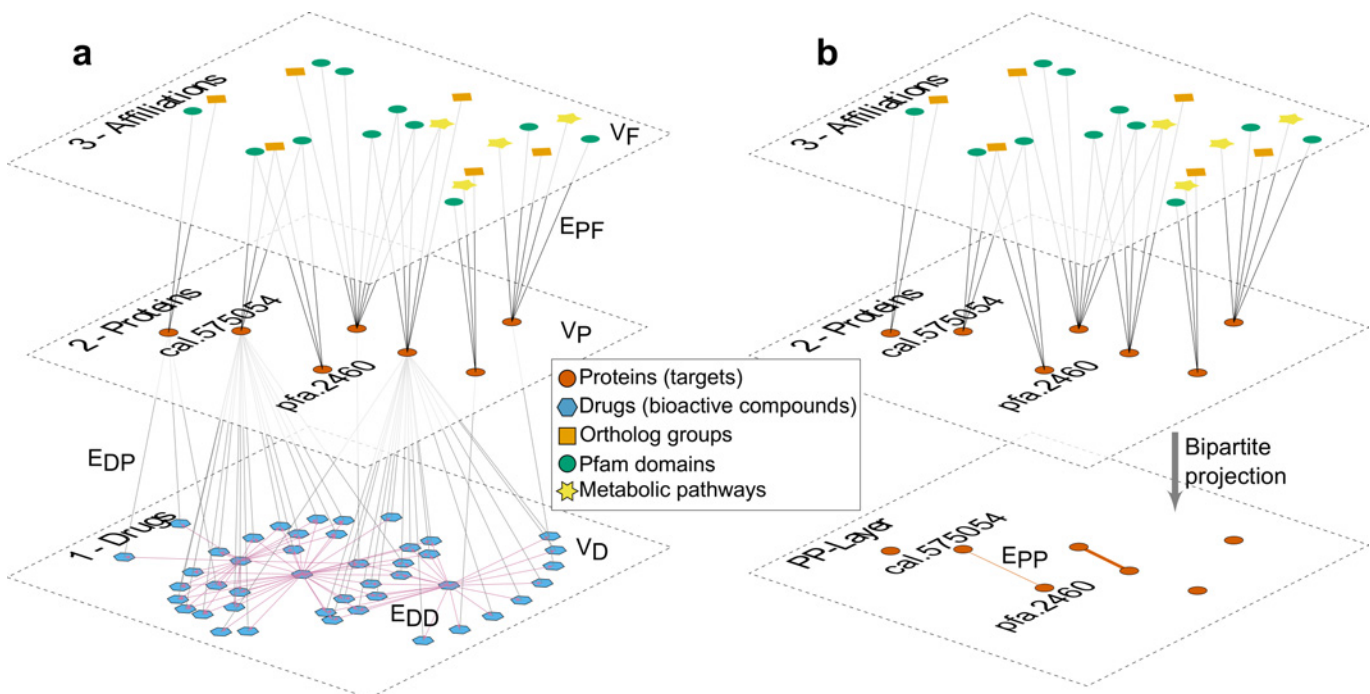 a
3 - Affiliations
VF
EPF
2 - Proteins
cal.575054
pfa.2460
VP
EDP
1 - Drugs
VD
EDD
Proteins (targets)
Drugs (bioactive compounds)
Ortholog groups
Pfam domains
Metabolic pathways
b
3 - Affiliations
2 - Proteins
cal.575054
pfa.2460
Bipartite
projection
PP-Layer
cal.575054
EPP
pfa.2460